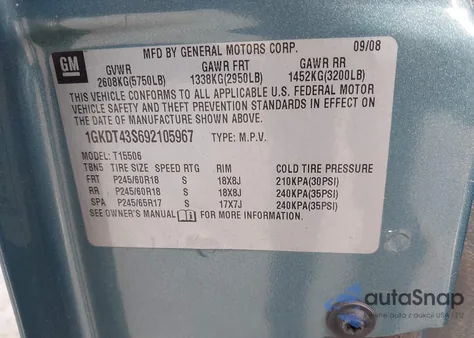 MFD BY GENERAL MOTORS CORP. 09/08
GM
GVWR GAWR FRT GAWR RR
2608KG(5750LB) 1338KG(2950LB) 1452KG(3200LB)
THIS VEHICLE CONFORMS TO ALL APPLICABLE U.S. FEDERAL MOTOR
VEHICLE SAFETY AND THEFT PREVENTION STANDARDS IN EFFECT ON
THE DATE OF MANUFACTURE SHOWN ABOVE.
1GKDT43S692105967 TYPE: M.P.V.
MODEL: T15506
TBN5 TIRE SIZE SPEED RTG RIM COLD TIRE PRESSURE
FRT P245/60R18 S 18X8J 210KPA(30PSI)
RR P245/60R18 S 18X8J 240KPA(35PSI)
SPA P245/65R17 S 17X7J 240KPA(35PSI)
SEE OWNER'S MANUAL FOR MORE INFORMATION
autoSnap
z aukcji USA